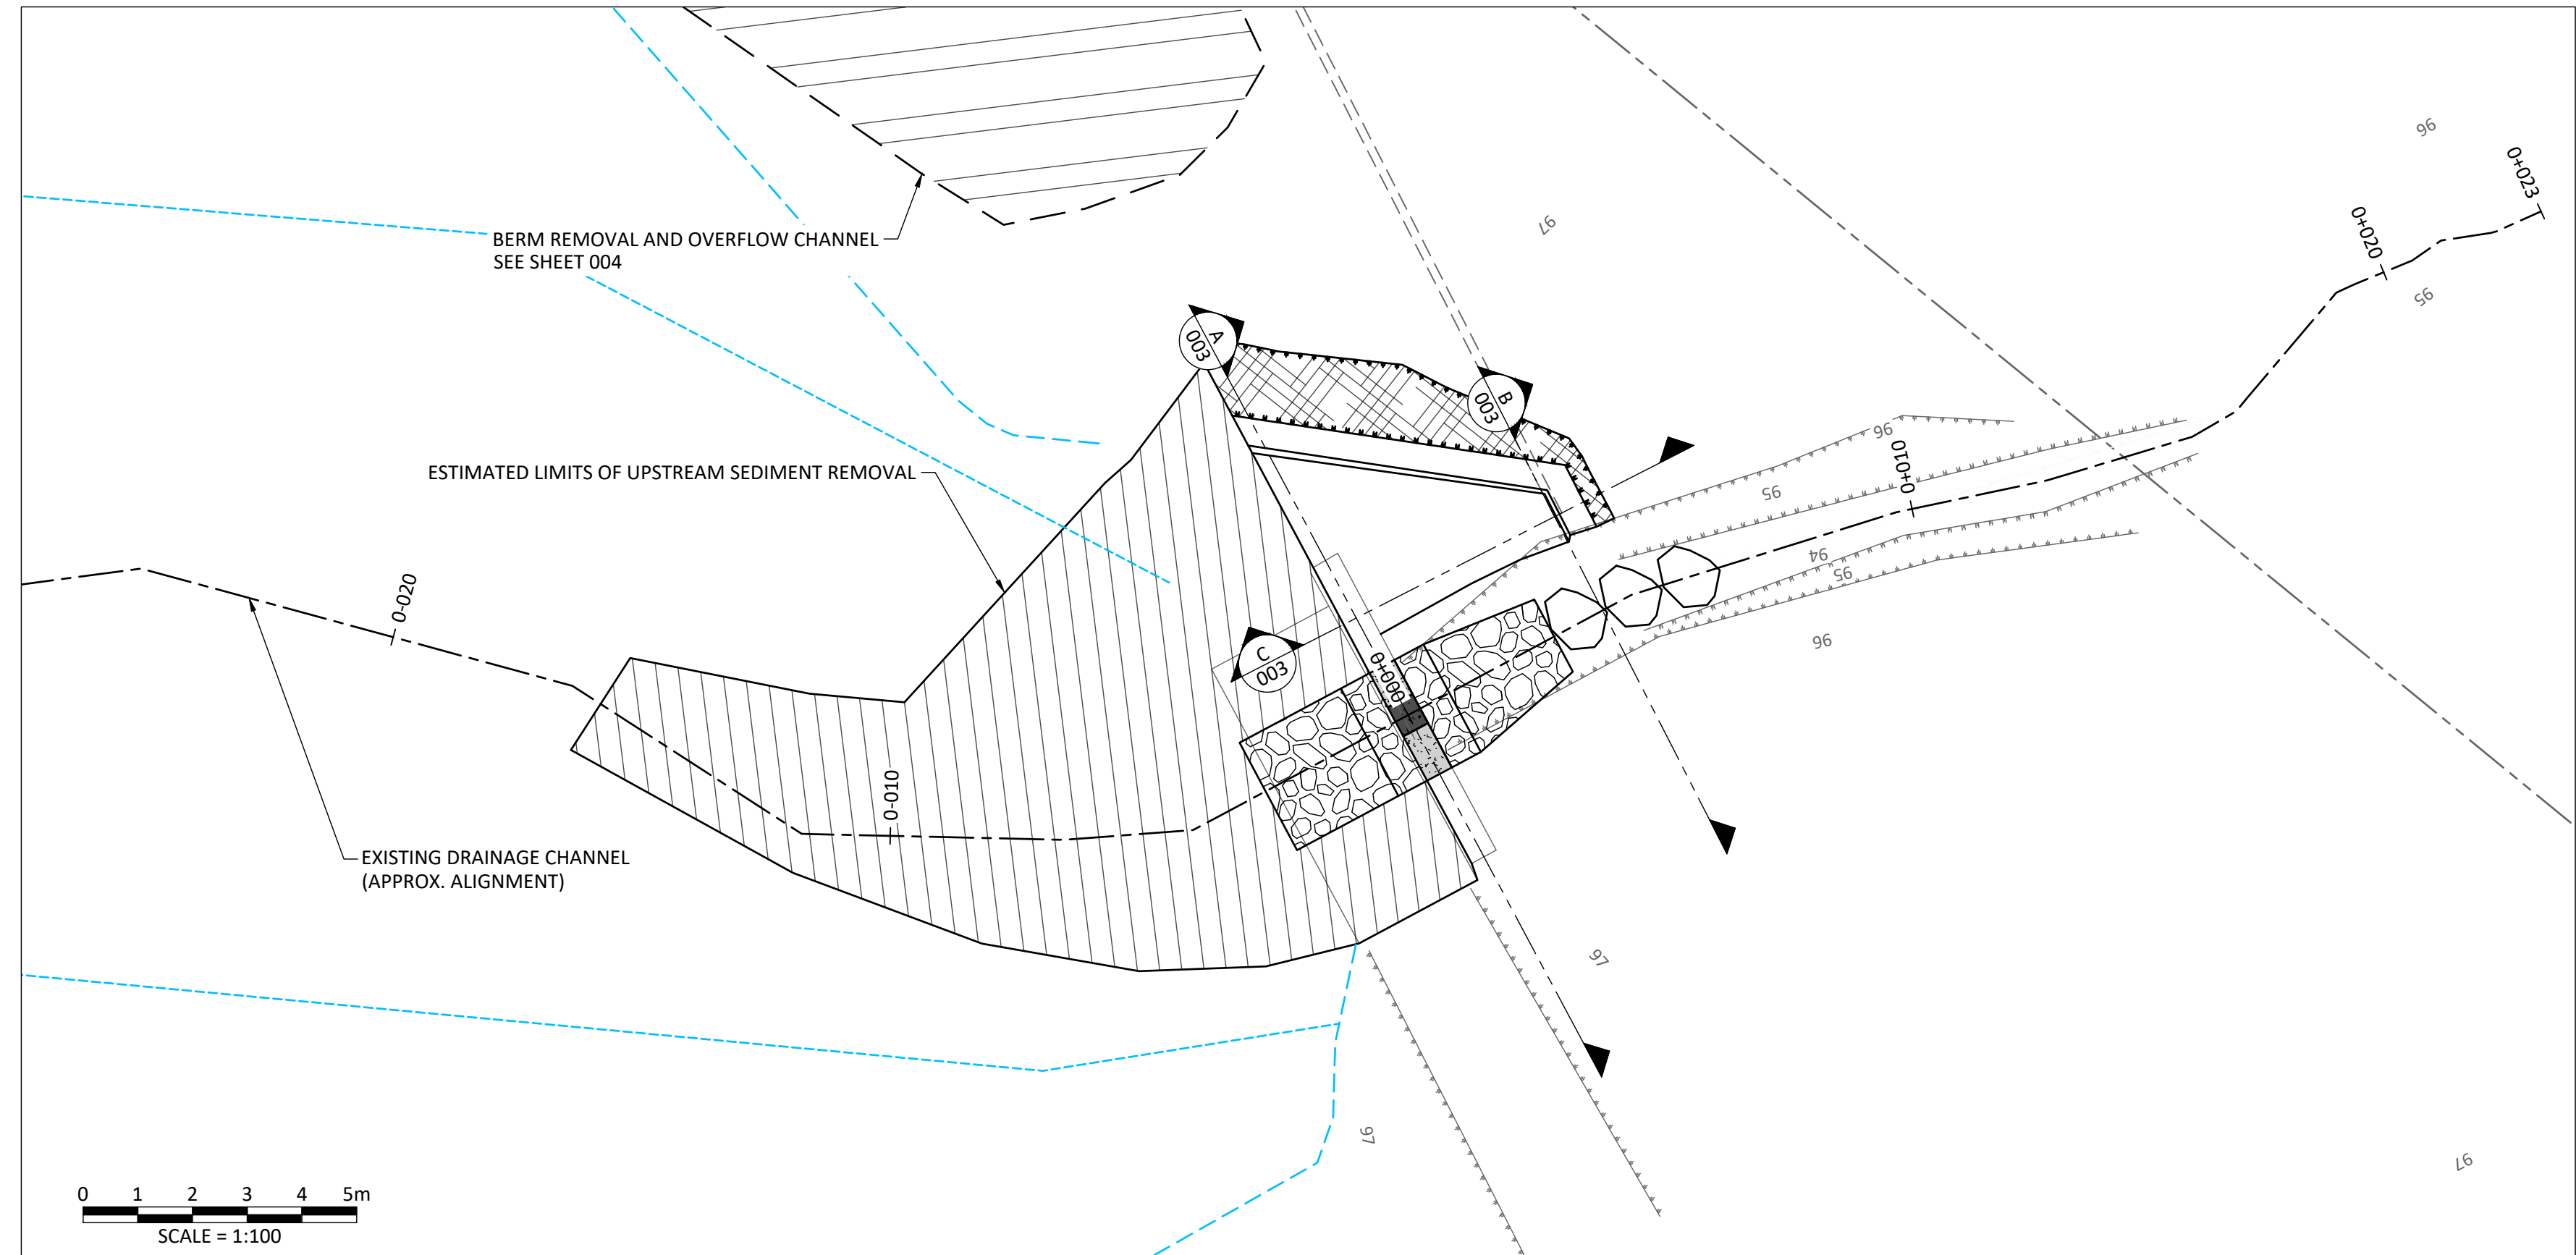 96
0+023
0+020
97
BERM REMOVAL AND OVERFLOW CHANNEL
SEE SHEET 004
95
A
003
B
003
96
0+010
ESTIMATED LIMITS OF UPSTREAM SEDIMENT REMOVAL
95
94
95
0-020
96
C
003
0+000
0-010
EXISTING DRAINAGE CHANNEL
(APPROX. ALIGNMENT)
97
97
97
0 1 2 3 4 5m
SCALE = 1:100